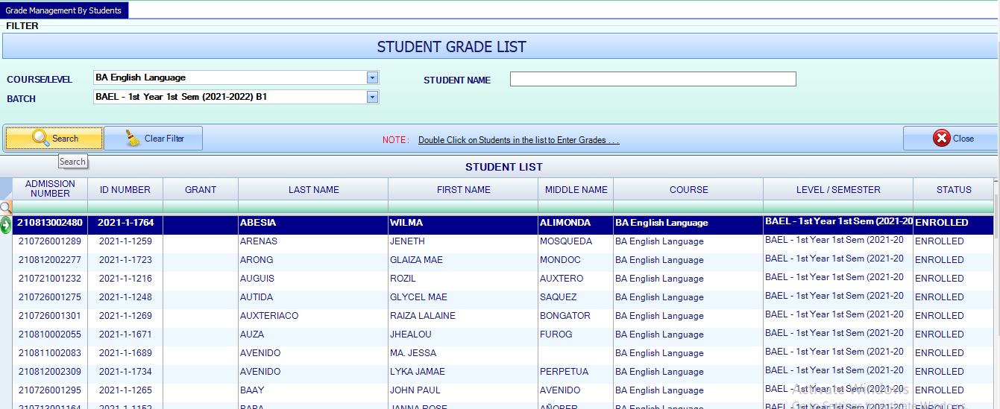 Grade Management By Students
FILTER
STUDENT GRADE LIST
COURSE/LEVEL BA English Language STUDENT NAME
BATCH BAEL - 1st Year 1st Sem (2021-2022) B1
Search Clear Filter NOTE : Double Click on Students in the list to Enter Grades . . . Close
Search
STUDENT LIST
ADMISSION NUMBER ID NUMBER GRANT LAST NAME FIRST NAME MIDDLE NAME COURSE LEVEL / SEMESTER STATUS
210813002480 2021-1-1764 ABESIA WILMA ALIMONDA BA English Language BAEL - 1st Year 1st Sem (2021-20 ENROLLED
210726001289 2021-1-1259 ARENAS JENETH MOSQUEDA BA English Language BAEL - 1st Year 1st Sem (2021-20 ENROLLED
210812002277 2021-1-1723 ARONG GLAIZA MAE MONDOC BA English Language BAEL - 1st Year 1st Sem (2021-20 ENROLLED
210721001232 2021-1-1216 AUGUIS ROZIL AUXTERO BA English Language BAEL - 1st Year 1st Sem (2021-20 ENROLLED
210726001275 2021-1-1248 AUTIDA GLYCEL MAE SAQUEZ BA English Language BAEL - 1st Year 1st Sem (2021-20 ENROLLED
210726001301 2021-1-1269 AUXTERIACO RAIZA LALAINE BONGATOR BA English Language BAEL - 1st Year 1st Sem (2021-20 ENROLLED
210810002055 2021-1-1671 AUZA JHEALOU FUROG BA English Language BAEL - 1st Year 1st Sem (2021-20 ENROLLED
210811002083 2021-1-1689 AVENIDO MA. JESSA BA English Language BAEL - 1st Year 1st Sem (2021-20 ENROLLED
210812002309 2021-1-1734 AVENIDO LYKA JAMAE PERPETUA BA English Language BAEL - 1st Year 1st Sem (2021-20 ENROLLED
210726001295 2021-1-1265 BAAY JOHN PAUL AVENIDO BA English Language BAEL - 1st Year 1st Sem (2021-20 ENROLLED
Activate Windows
210713001164 2021-1-1152 BABA JANNA ROSE AÑOBER BA English Language BAEL - 1st Year 1st Sem (2021-20 ENROLLED
Go to Settings to activate Windows.